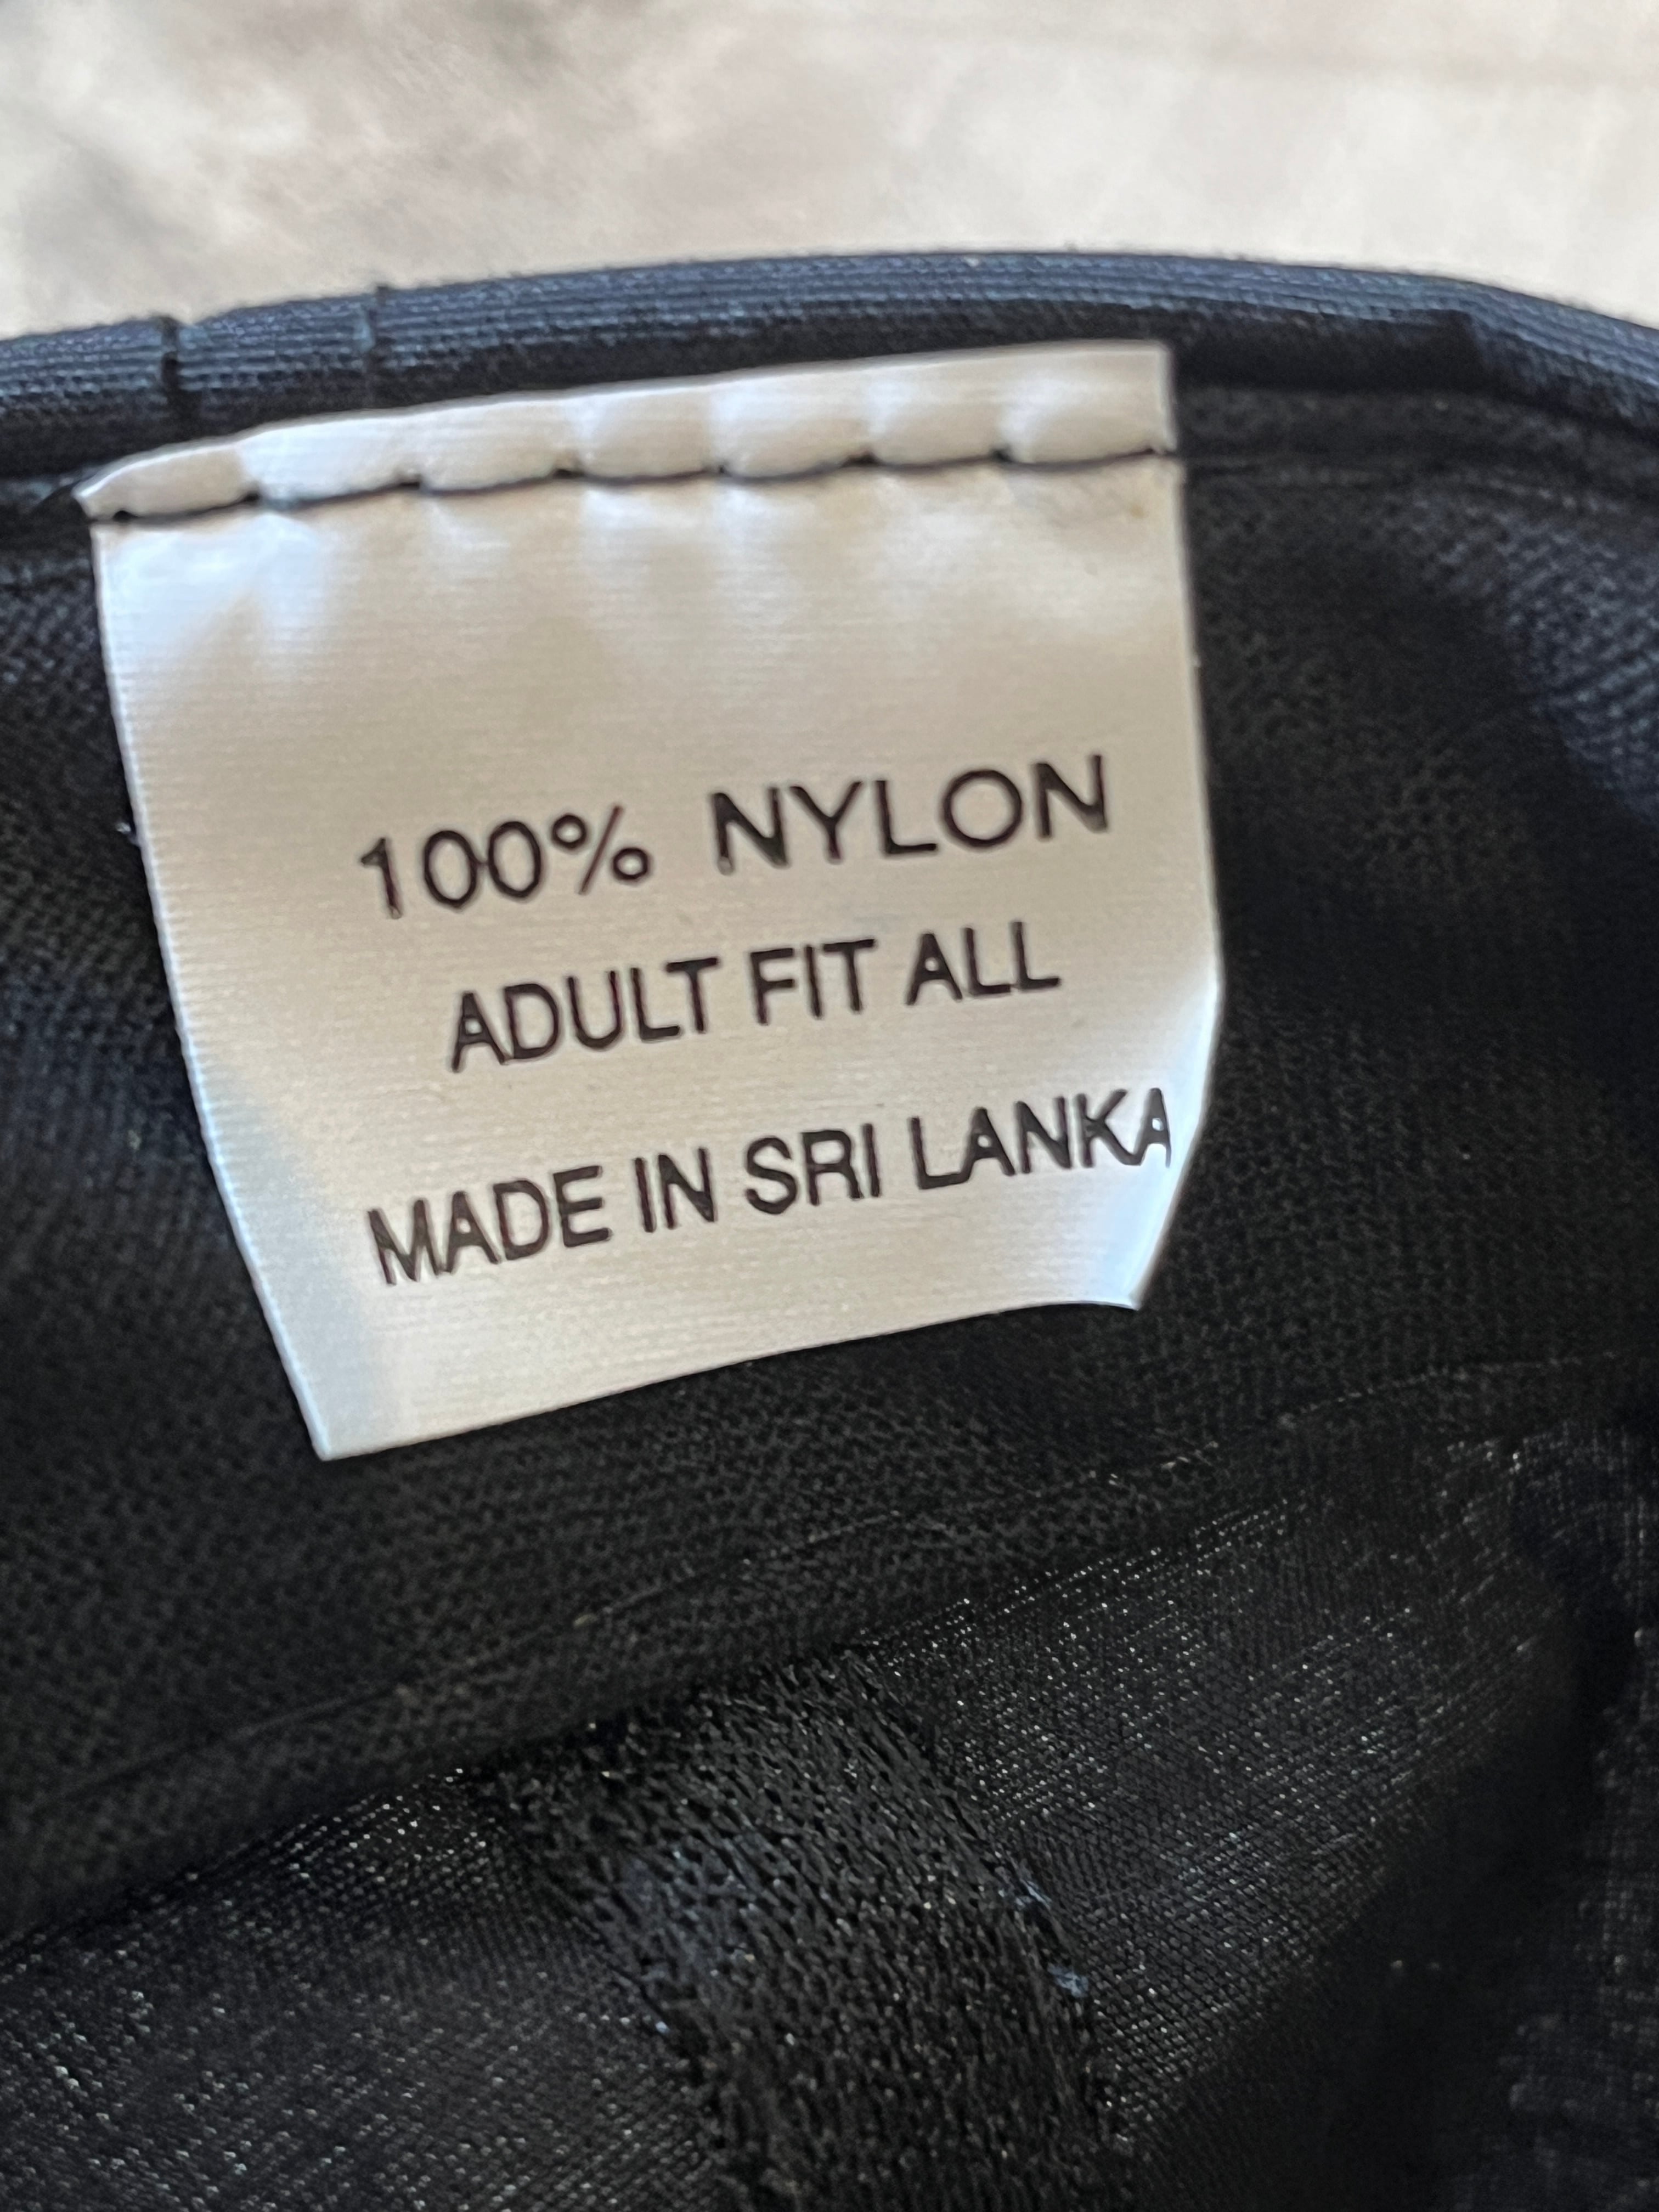 100% NYLON
ADULT FIT ALL
MADE IN SRI LANKA